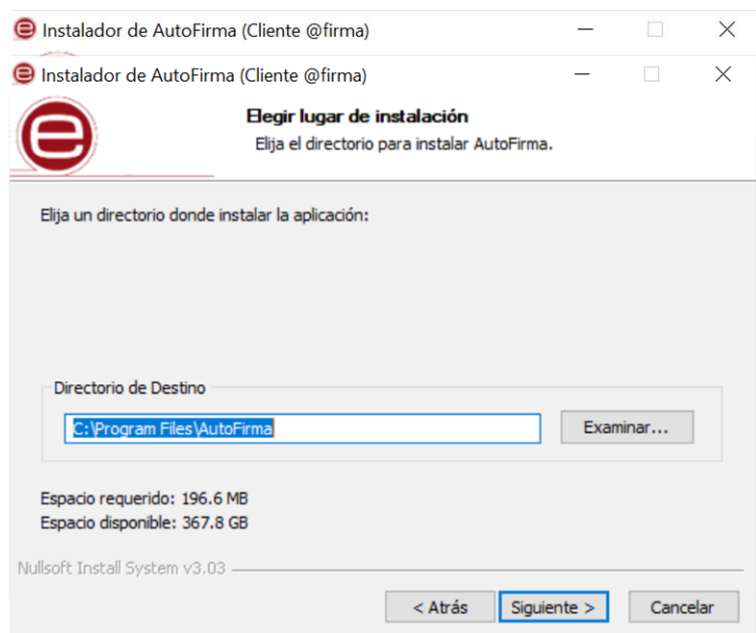 Instalador de AutoFirma (Cliente @firma)
Instalador de AutoFirma (Cliente @firma)
e
Elegir lugar de instalación
Elija el directorio para instalar AutoFirma.
Elija un directorio donde instalar la aplicación:
Directorio de Destino
C:\Program Files\AutoFirma
Examinar...
Espacio requerido: 196.6 MB
Espacio disponible: 367.8 GB
Nullsoft Install System v3.03
< Atrás
Siguiente >
Cancelar